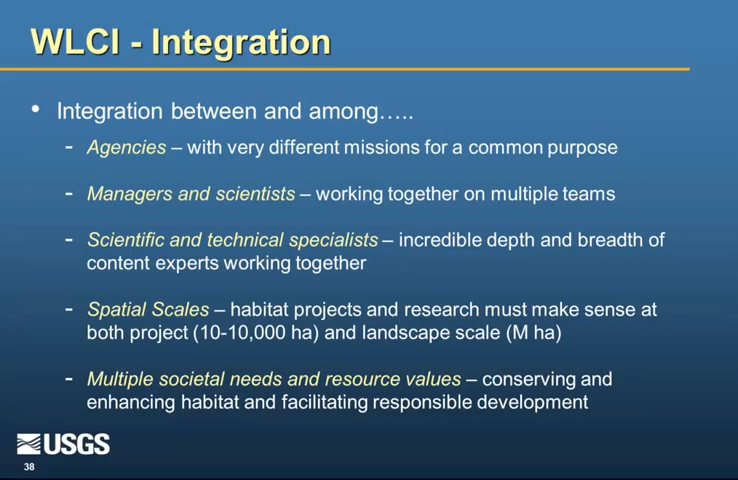 WLCI - Integration
• Integration between and among.....
- Agencies – with very different missions for a common purpose
- Managers and scientists – working together on multiple teams
- Scientific and technical specialists – incredible depth and breadth of
content experts working together
- Spatial Scales – habitat projects and research must make sense at
both project (10-10,000 ha) and landscape scale (M ha)
- Multiple societal needs and resource values – conserving and
enhancing habitat and facilitating responsible development
USGS
38